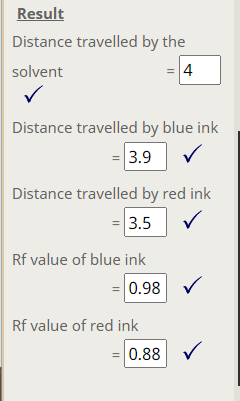 Result
Distance travelled by the
solvent = 4
Distance travelled by blue ink
= 3.9
Distance travelled by red ink
= 3.5
Rf value of blue ink
= 0.98
Rf value of red ink
= 0.88